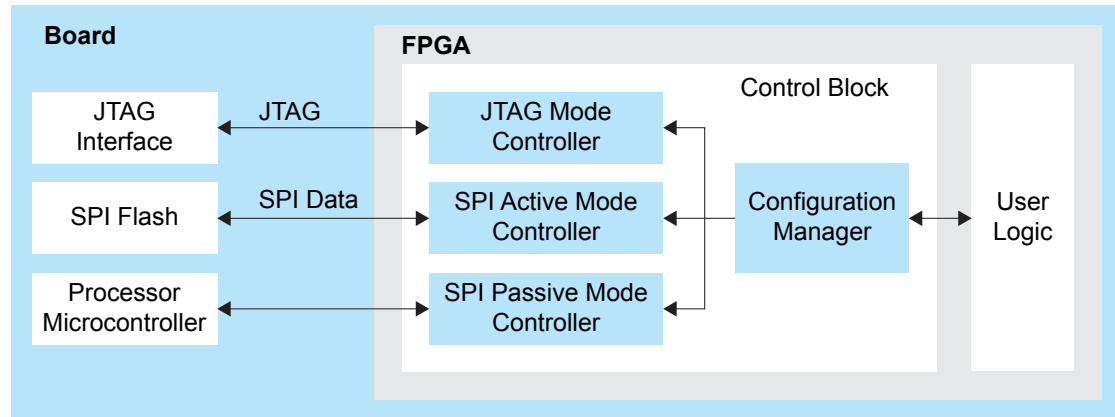 Board
FPGA
Control Block
JTAG
Interface
JTAG
JTAG Mode
Controller
SPI Flash
SPI Data
SPI Active Mode
Controller
Configuration
Manager
User
Logic
Processor
Microcontroller
SPI Passive Mode
Controller